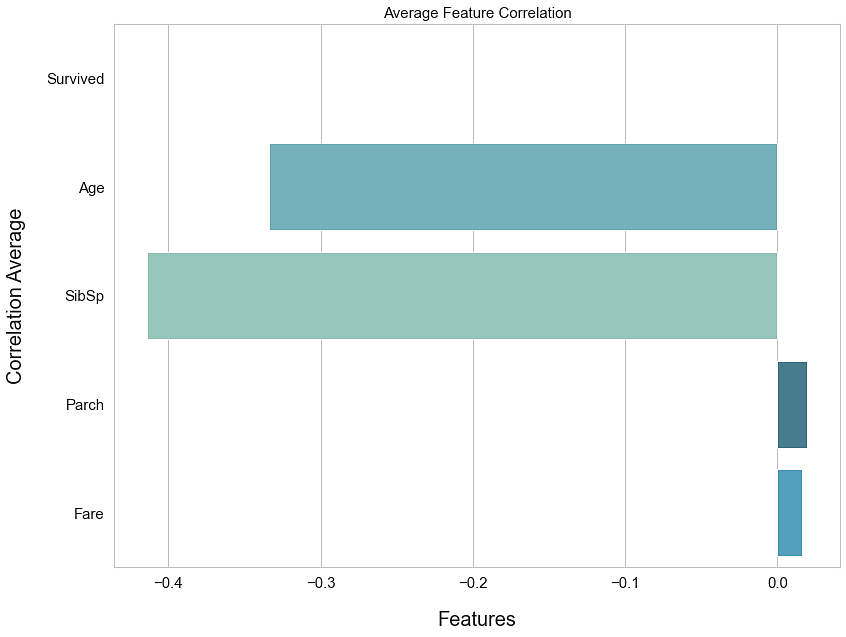 Average Feature Correlation
Survived
Age
SibSp
Parch
Fare
Correlation Average
−0.4 −0.3 −0.2 −0.1 0.0
Features